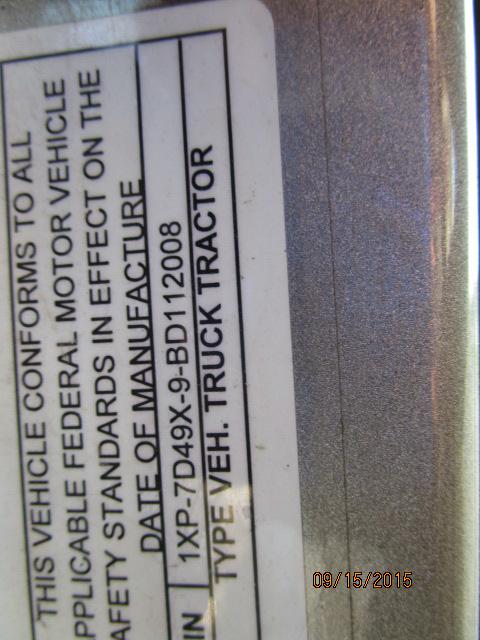 THIS VEHICLE CONFORMS TO ALL
PPLICABLE FEDERAL MOTOR VEHICLE
AFETY STANDARDS IN EFFECT ON THE
DATE OF MANUFACTURE
IN 1XP-7D49X-9-BD112008
TYPE VEH. TRUCK TRACTOR
09/15/2015